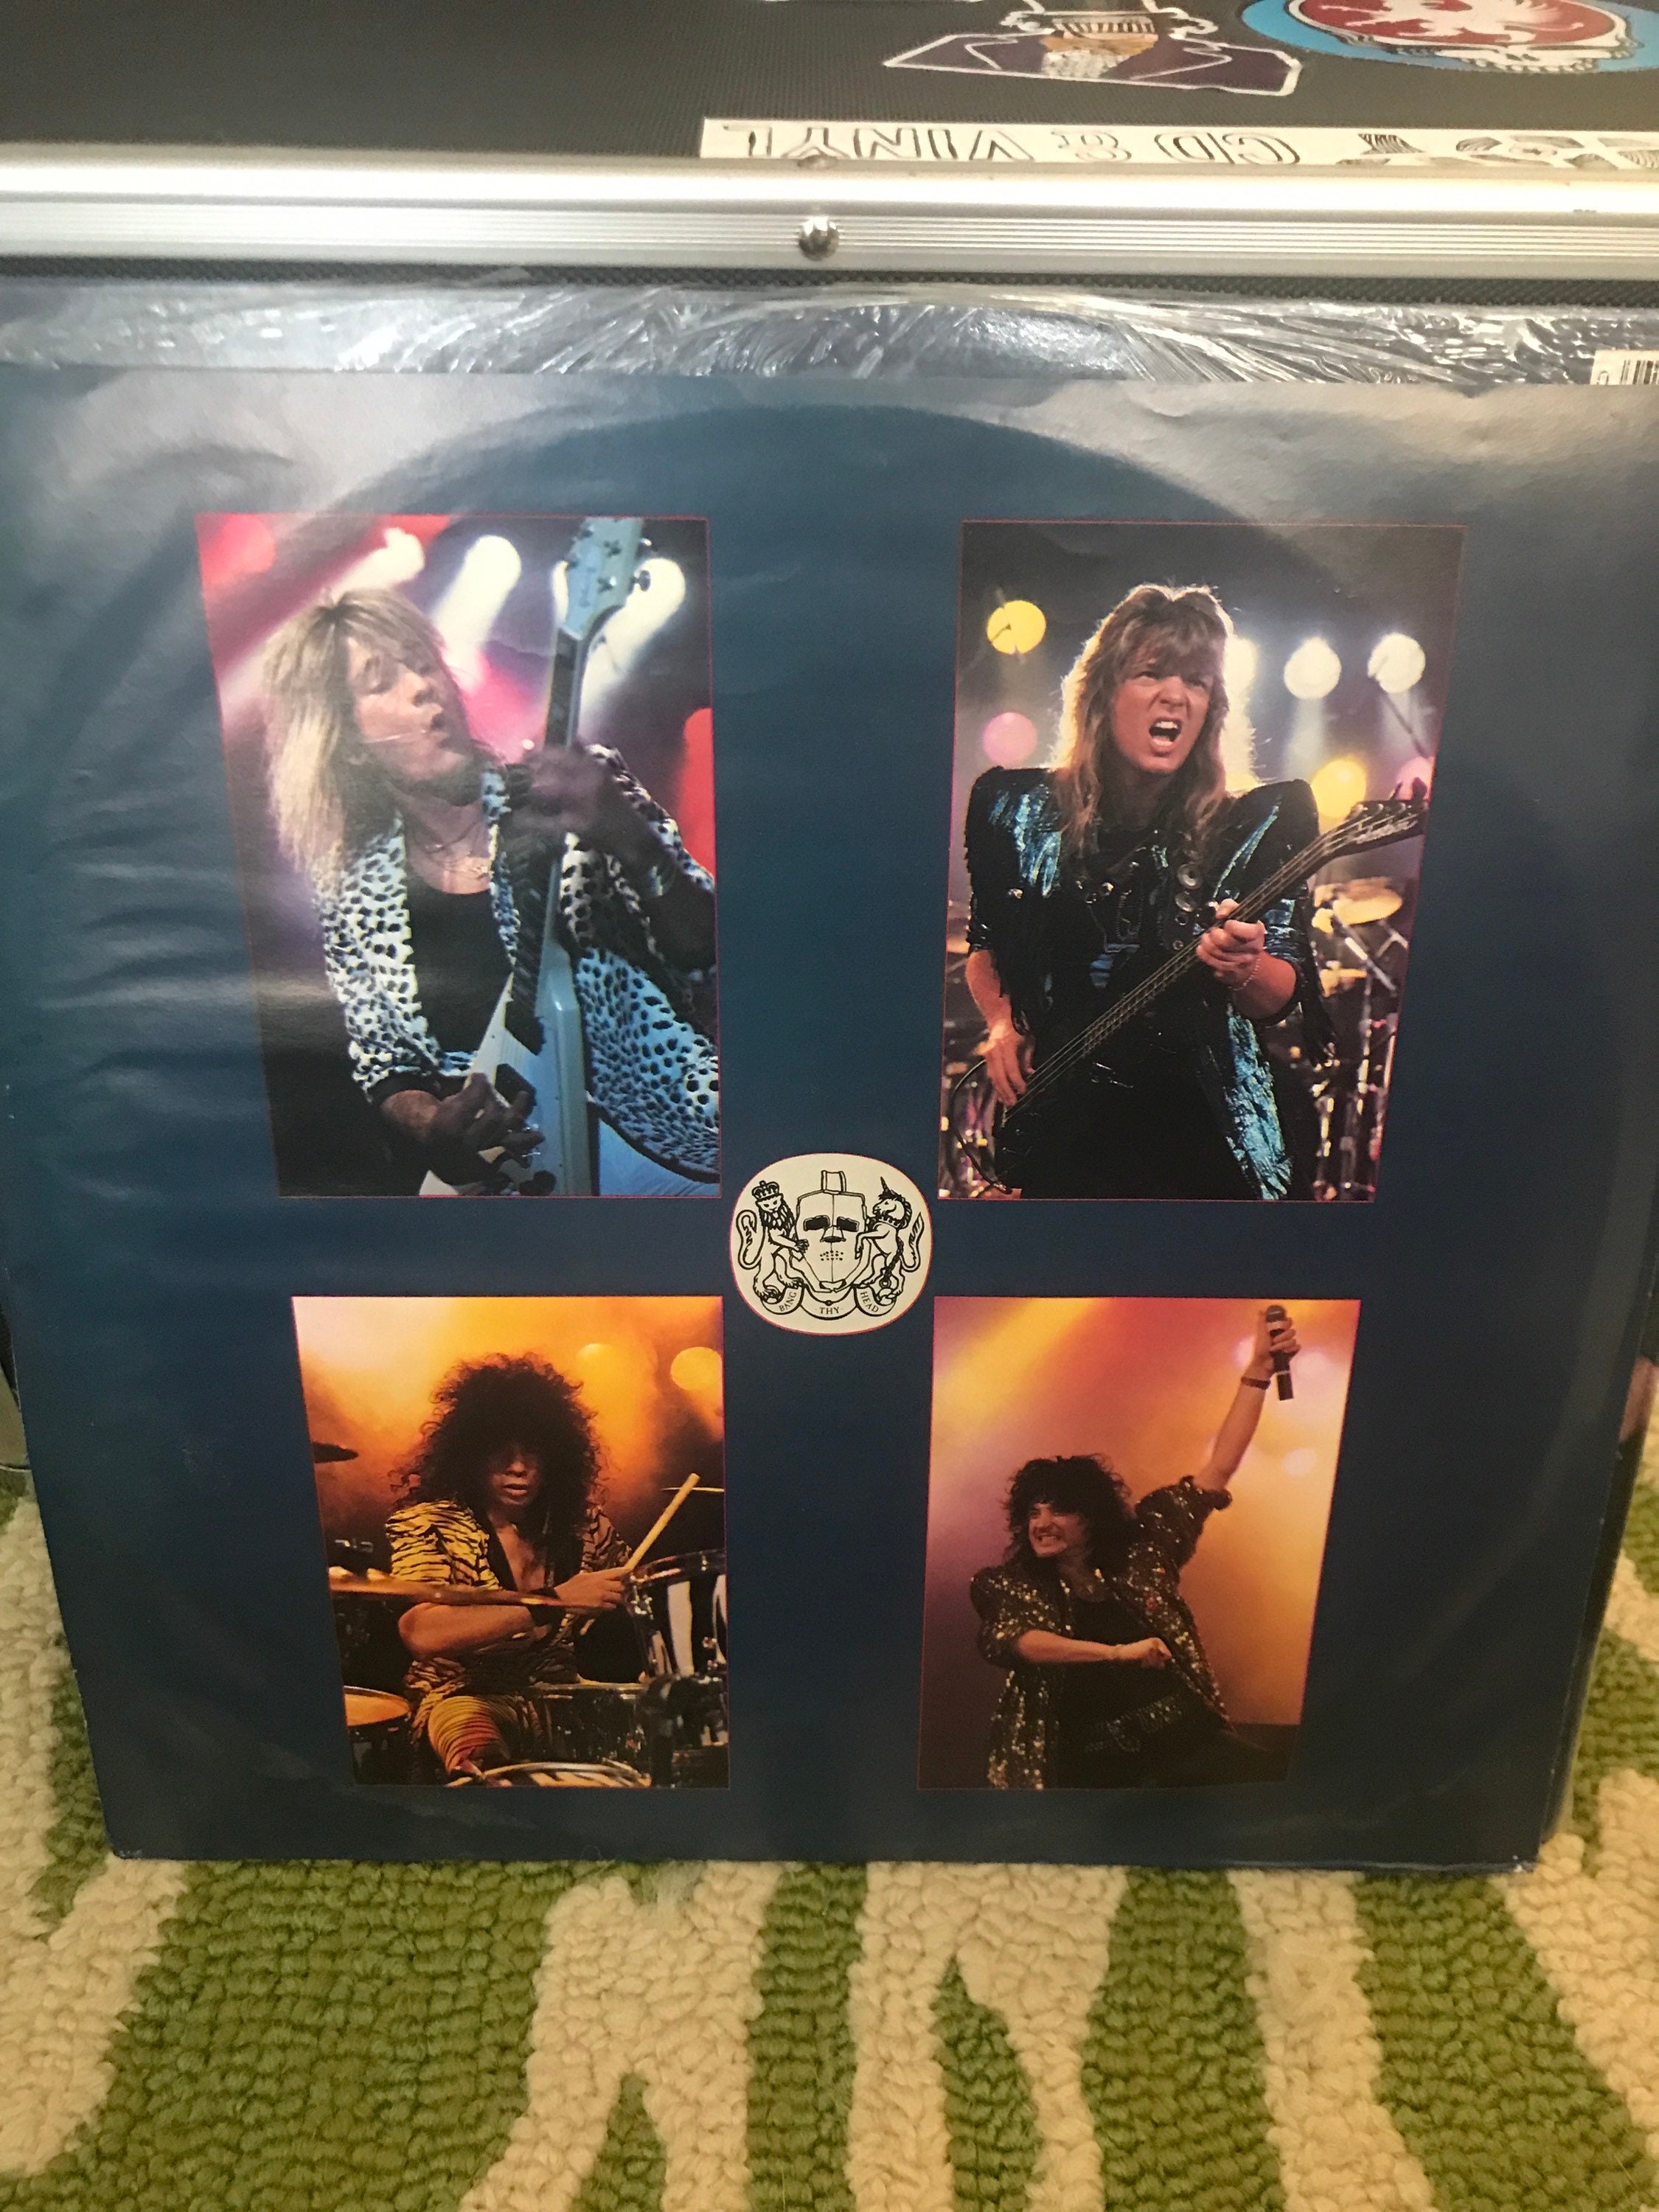 CD & VINYL
BANG THY HEAD